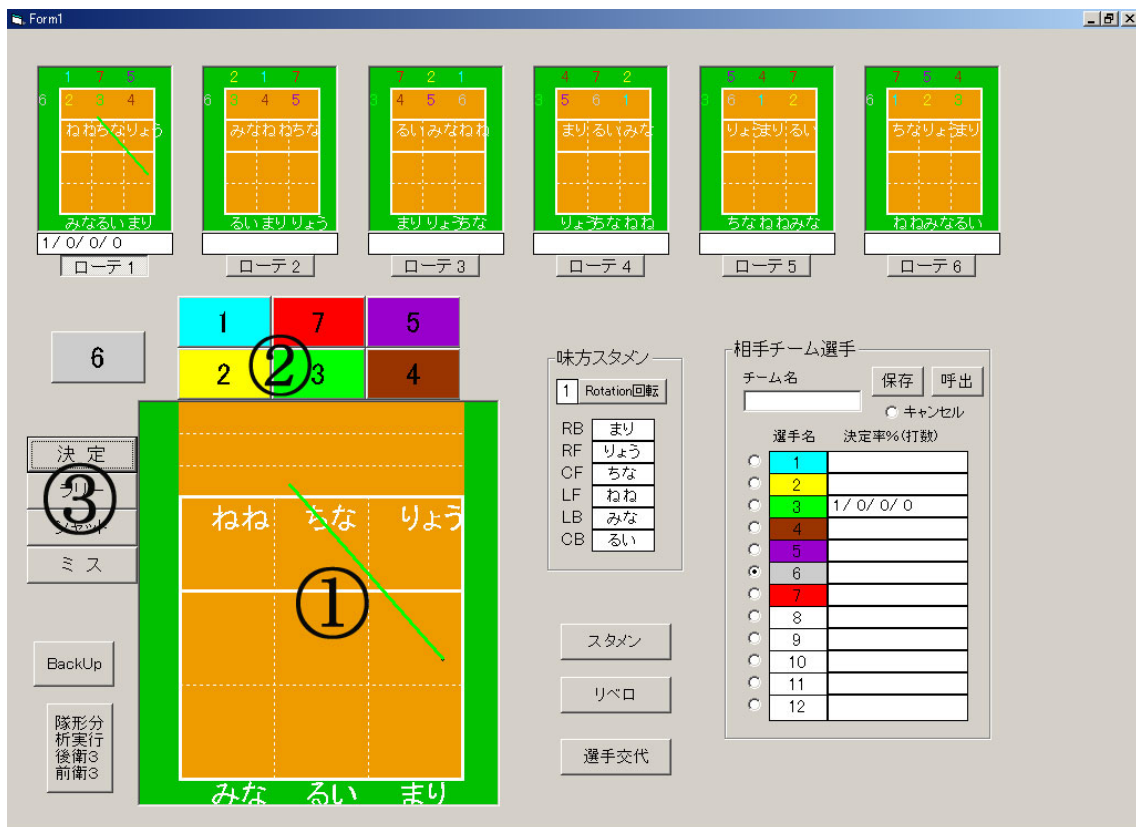 Form1
1 7 5
6 2 3 4
ねね ちな りょう
みな るい まり
1/ 0/ 0/ 0
ローテ 1
2 1 7
6 3 4 5
みな ねね ちな
るい まり りょう
ローテ 2
7 2 1
3 4 5 6
るい みな ねね
まり りょう ちな
ローテ 3
4 7 2
3 5 6 1
まり るい みな
りょう ちな ねね
ローテ 4
5 4 7
3 6 1 2
りょう まり るい
ちな ねね みな
ローテ 5
7 5 4
6 1 2 3
ちな りょう まり
ねね みな るい
ローテ 6
6
1 7 5
2 ② 3 4
決 定
ラリー
③
シャット
ミ ス
ねね ちな りょう
①
みな るい まり
BackUp
隊形分
析実行
後衛3
前衛3
味方スタメン
1 Rotation回転
RB まり
RF りょう
CF ちな
LF ねね
LB みな
CB るい
スタメン
リベロ
選手交代
相手チーム選手
チーム名
保存 呼出
キャンセル
選手名 決定率%(打数)
1
2
3 1/ 0/ 0/ 0
4
5
6
7
8
9
10
11
12